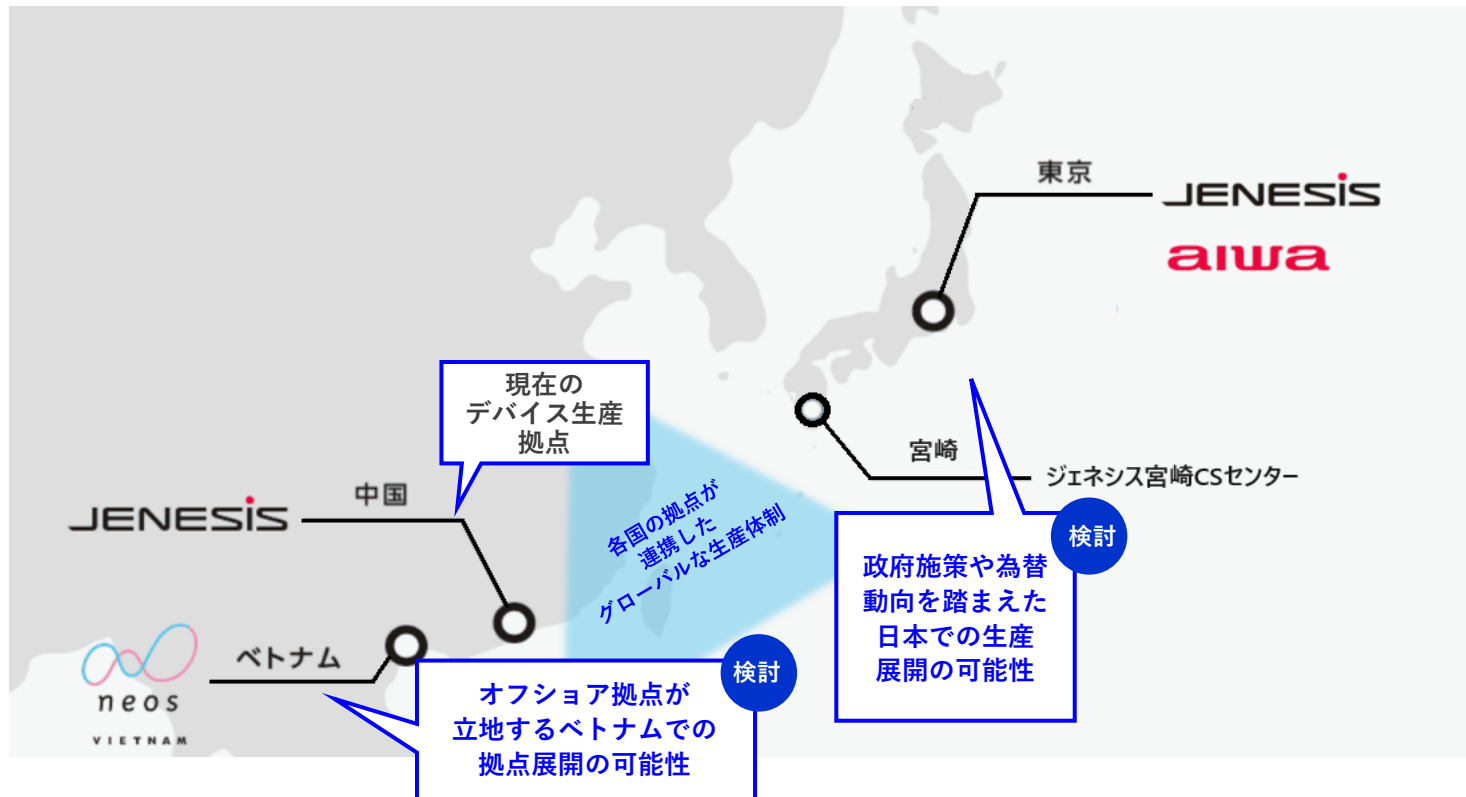 東京
JENESIS
aiwa
現在の
デバイス生産
拠点
宮崎
ジェネシス宮崎CSセンター
中国
JENESIS
各国の拠点が
連携した
グローバルな生産体制
検討
政府施策や為替
動向を踏まえた
日本での生産
展開の可能性
ベトナム
neos
VIETNAM
検討
オフショア拠点が
立地するベトナムでの
拠点展開の可能性